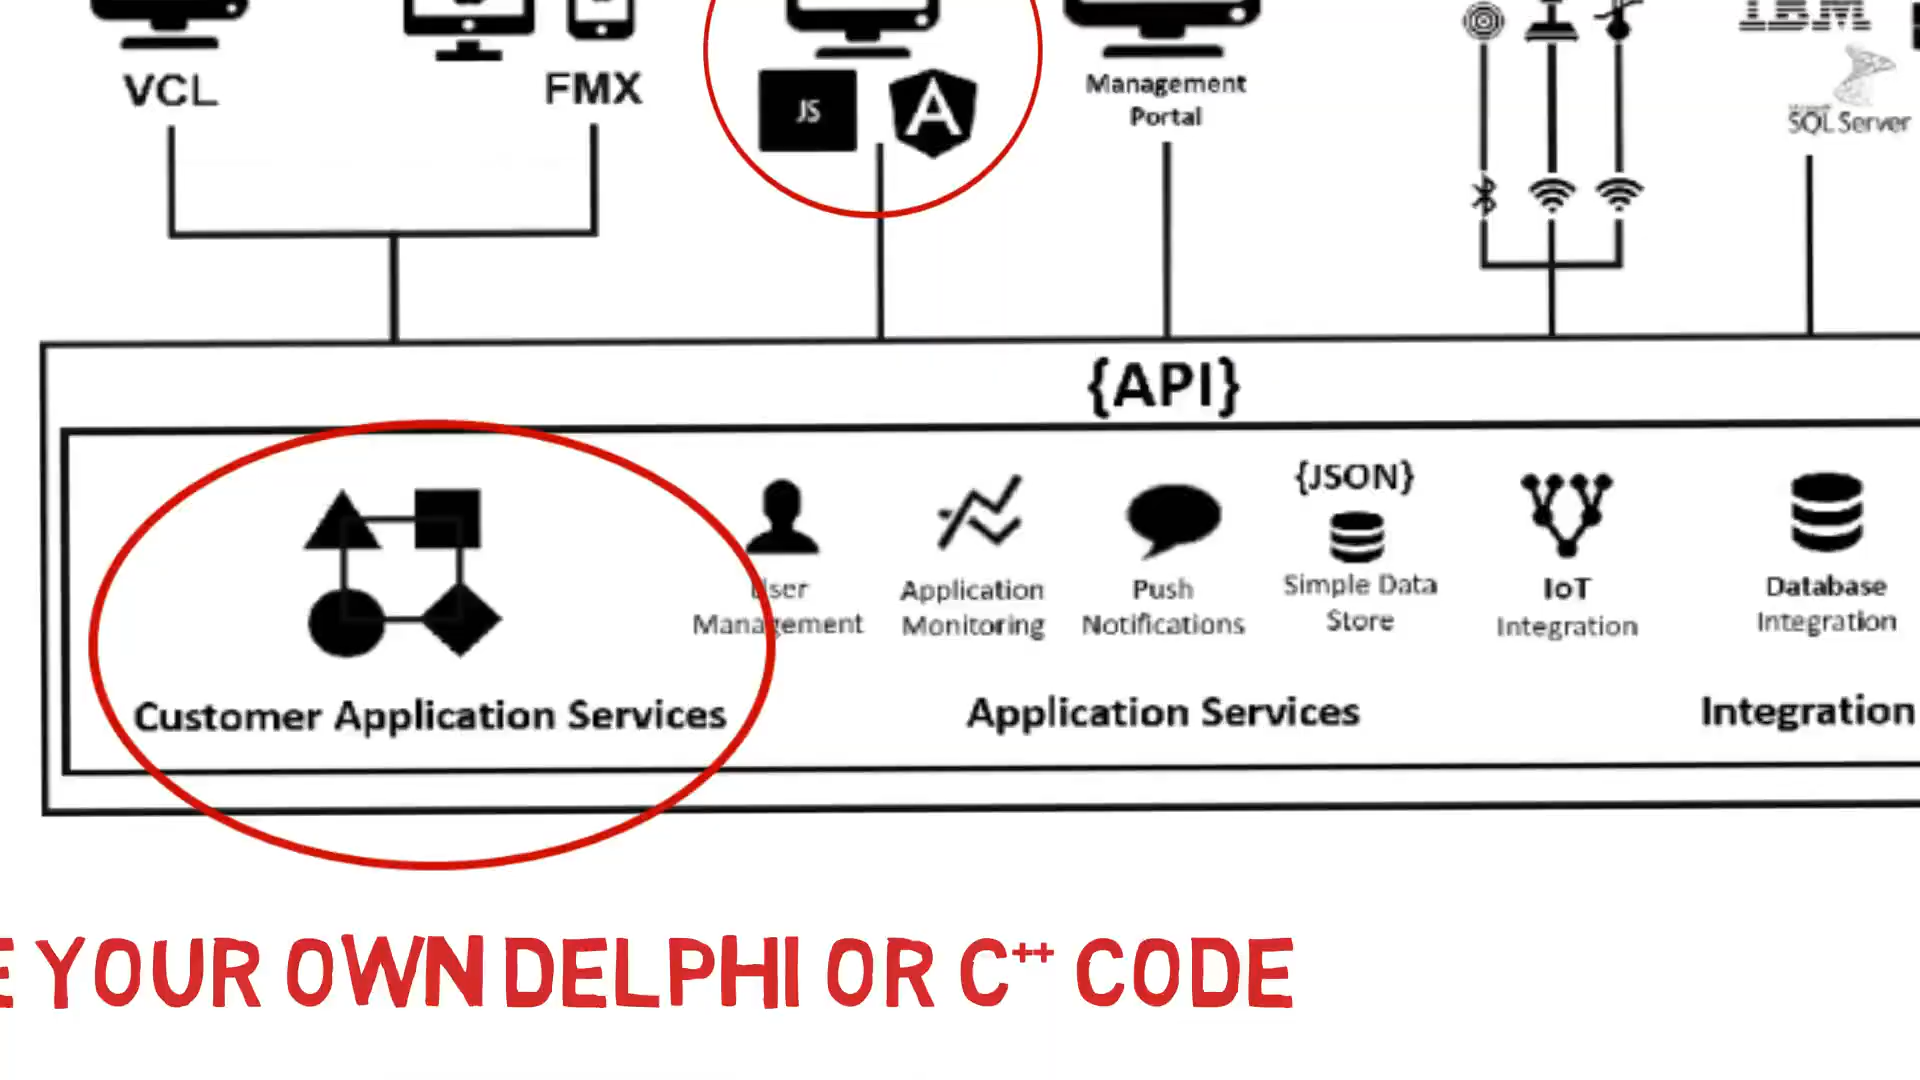 VCL
FMX
JS
A
Management
Portal
IBM
Microsoft
SQL Server
{API}
{JSON}
User
Management
Application
Monitoring
Push
Notifications
Simple Data
Store
IoT
Integration
Database
Integration
Customer Application Services
Application Services
Integration
E YOUR OWN DELPHI OR C++ CODE